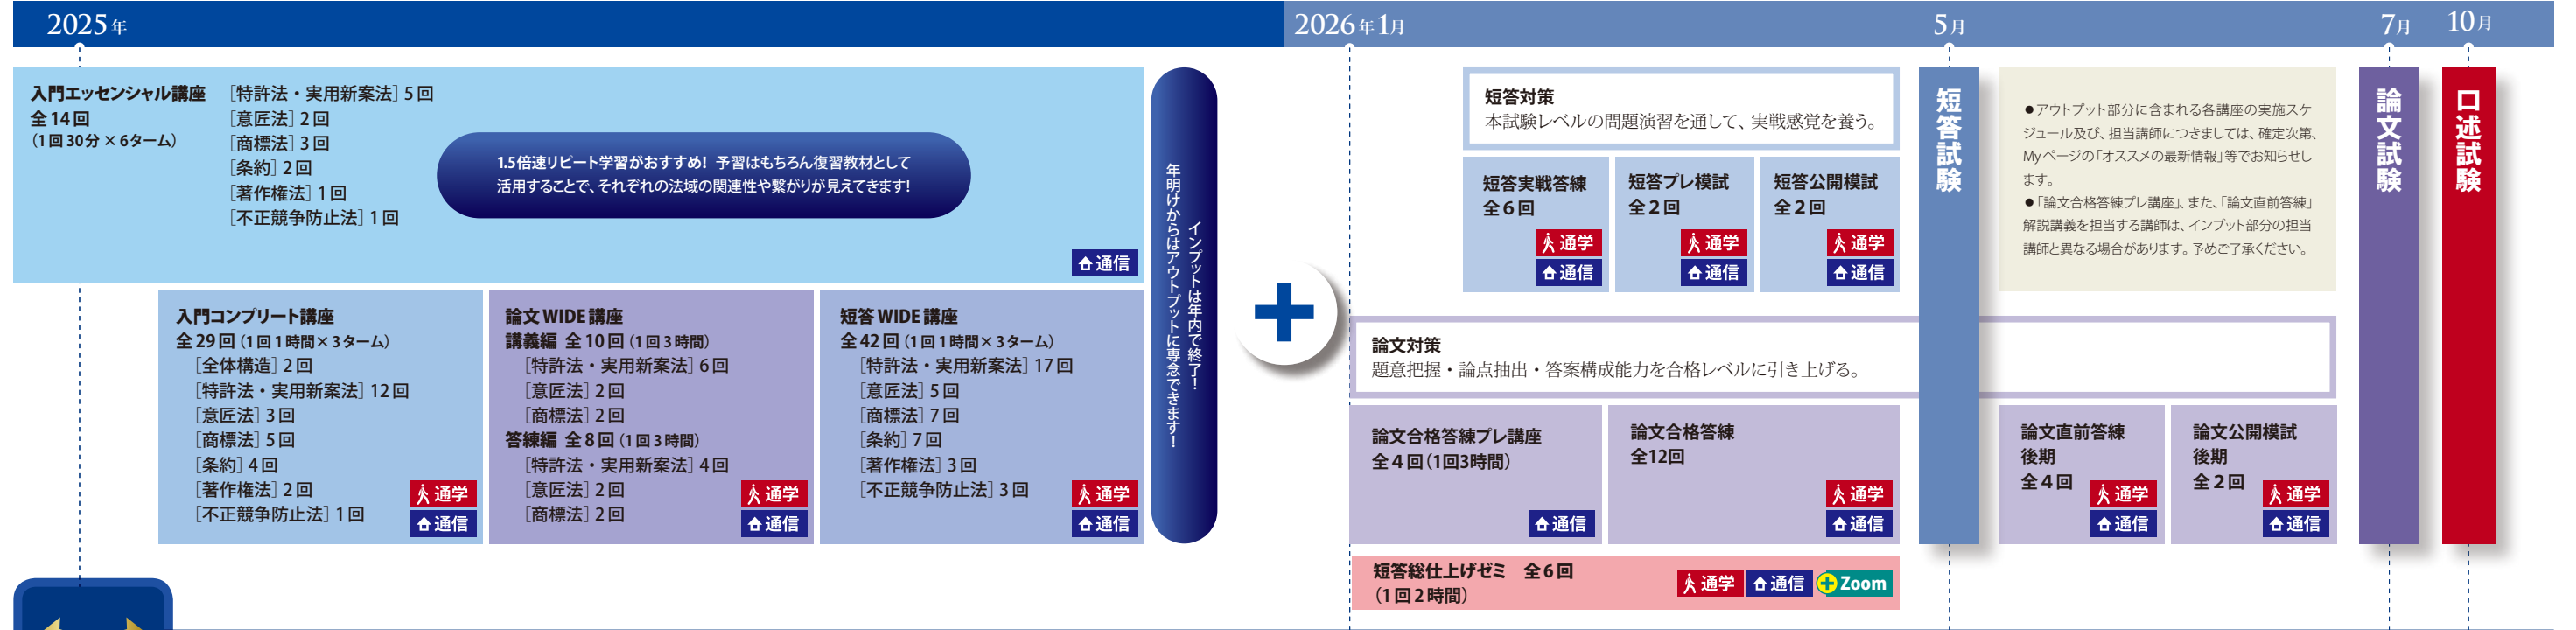 2025年
2026年1月
5月
7月
10月
入門エッセンシャル講座
全14回
（1回30分×6ターム）
［特許法・実用新案法］5回
［意匠法］2回
［商標法］3回
［条約］2回
［著作権法］1回
［不正競争防止法］1回
1.5倍速リピート学習がおすすめ！ 予習はもちろん復習教材として
活用することで、それぞれの法域の関連性や繋がりが見えてきます！
通信
入門コンプリート講座
全29回（1回1時間×3ターム）
［全体構造］2回
［特許法・実用新案法］12回
［意匠法］3回
［商標法］5回
［条約］4回
［著作権法］2回
［不正競争防止法］1回
通学
通信
論文WIDE講座
講義編 全10回（1回3時間）
［特許法・実用新案法］6回
［意匠法］2回
［商標法］2回
答練編 全8回（1回3時間）
［特許法・実用新案法］4回
［意匠法］2回
［商標法］2回
通学
通信
短答WIDE講座
全42回（1回1時間×3ターム）
［特許法・実用新案法］17回
［意匠法］5回
［商標法］7回
［条約］7回
［著作権法］3回
［不正競争防止法］3回
通学
通信
インプットは年内で終了！
年明けからはアウトプットに専念できます！
短答対策
本試験レベルの問題演習を通して、実戦感覚を養う。
短答実戦答練
全6回
通学
通信
短答プレ模試
全2回
通学
通信
短答公開模試
全2回
通学
通信
論文対策
題意把握・論点抽出・答案構成能力を合格レベルに引き上げる。
論文合格答練プレ講座
全4回（1回3時間）
通信
論文合格答練
全12回
通学
通信
短答総仕上げゼミ 全6回
（1回2時間）
通学
通信
Zoom
短答試験
●アウトプット部分に含まれる各講座の実施スケ
ジュール及び、担当講師につきましては、確定次第、
Myページの「オススメの最新情報」等でお知らせし
ます。
●「論文合格答練プレ講座」、また、「論文直前答練」
解説講義を担当する講師は、インプット部分の担当
講師と異なる場合があります。予めご了承ください。
論文直前答練
後期
全4回
通学
通信
論文公開模試
後期
全2回
通学
通信
論文試験
口述試験